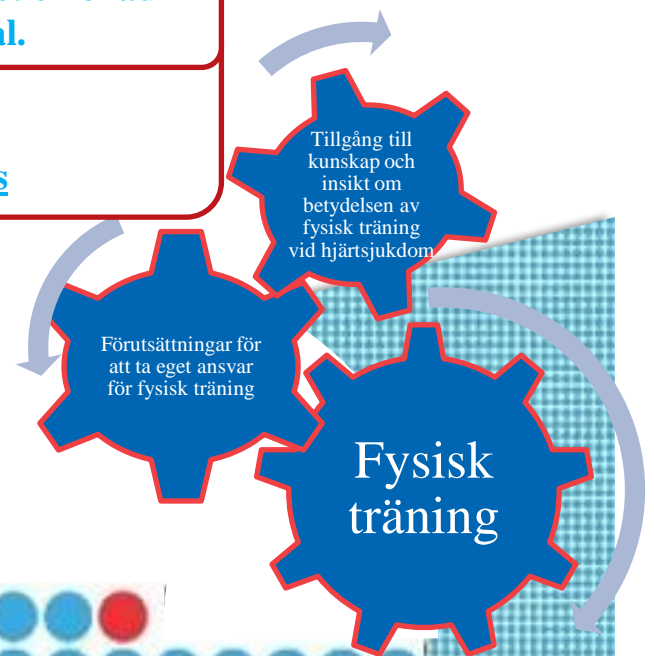 al.
s
Tillgång till
kunskap och
insikt om
betydelsen av
fysisk träning
vid hjärtsjukdom
Förutsättningar för
att ta eget ansvar
för fysisk träning
Fysisk
träning